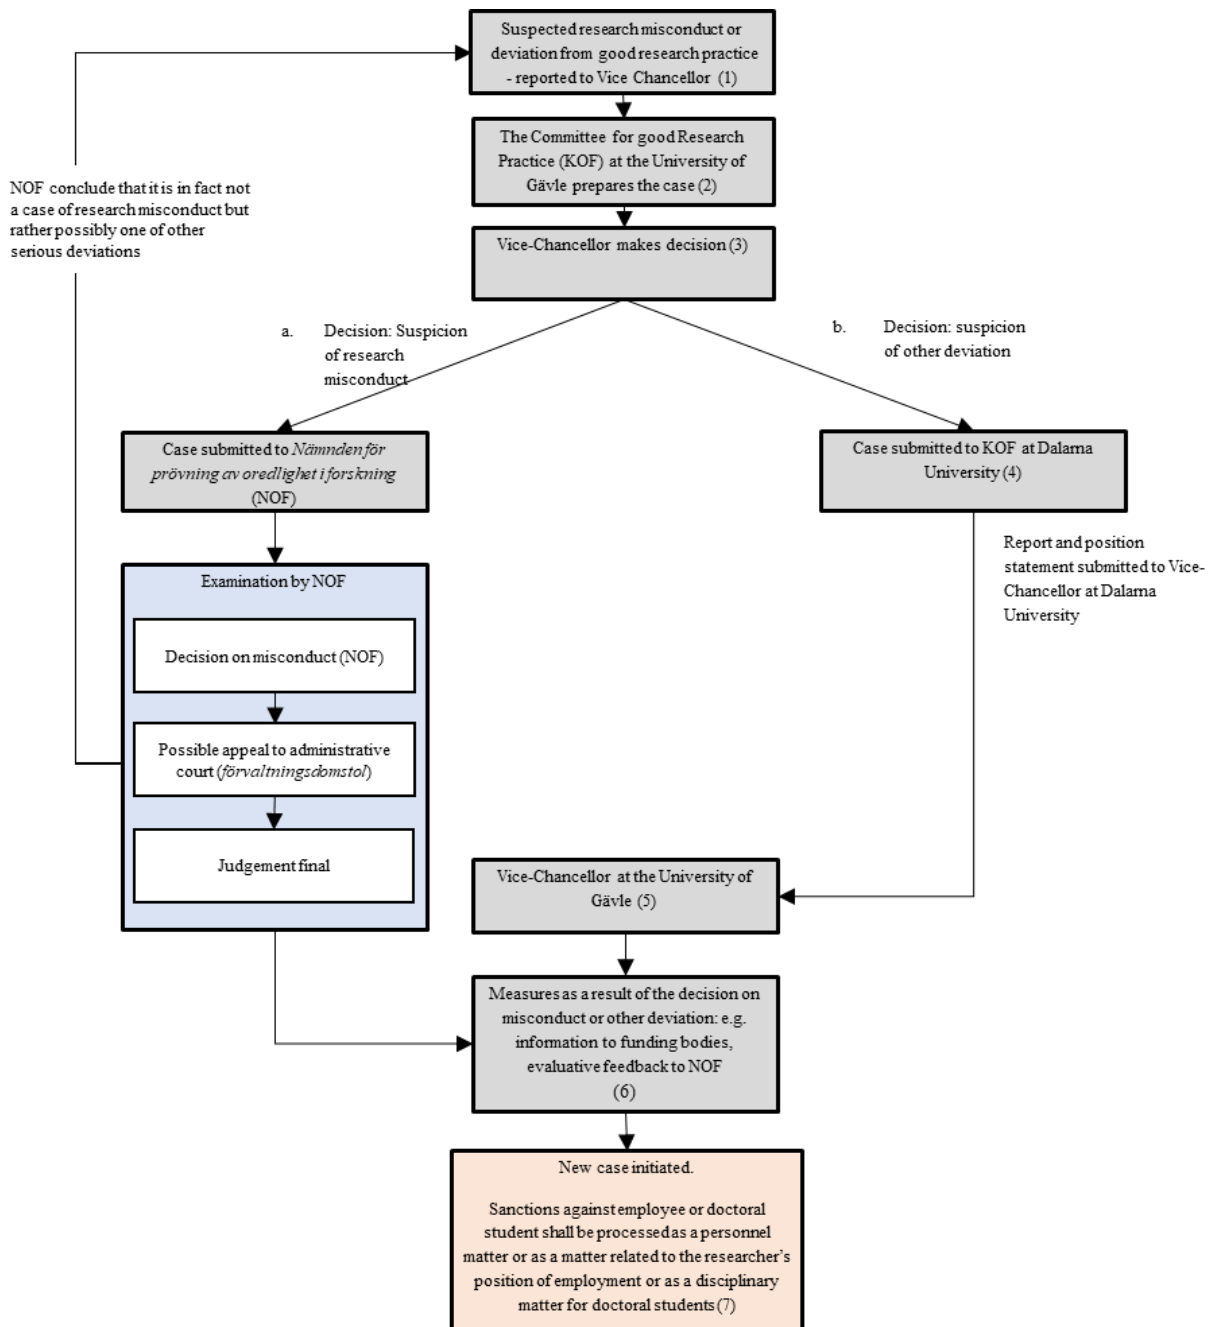 Suspected research misconduct or
deviation from good research practice
- reported to Vice Chancellor (1)
The Committee for good Research
Practice (KOF) at the University of
Gävle prepares the case (2)
NOF conclude that it is in fact not
a case of research misconduct but
rather possibly one of other
serious deviations
Vice-Chancellor makes decision (3)
a. Decision: Suspicion
of research
misconduct
b. Decision: suspicion
of other deviation
Case submitted to Nämnden för
prövning av oredlighet i forskning
(NOF)
Case submitted to KOF at Dalarna
University (4)
Report and position
statement submitted to Vice-
Chancellor at Dalarna
University
Examination by NOF
Decision on misconduct (NOF)
Possible appeal to administrative
court (förvaltningsdomstol)
Judgement final
Vice-Chancellor at the University of
Gävle (5)
Measures as a result of the decision on
misconduct or other deviation: e.g.
information to funding bodies,
evaluative feedback to NOF
(6)
New case initiated.
Sanctions against employee or doctoral
student shall be processed as a personnel
matter or as a matter related to the researcher's
position of employment or as a disciplinary
matter for doctoral students (7)